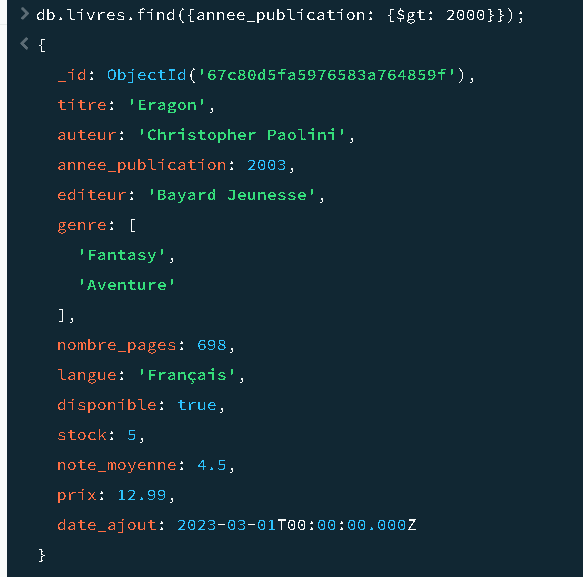 > db.livres.find({annee_publication: {$gt: 2000}});
< {
_id: ObjectId('67c80d5fa5976583a764859f'),
titre: 'Eragon',
auteur: 'Christopher Paolini',
annee_publication: 2003,
editeur: 'Bayard Jeunesse',
genre: [
'Fantasy',
'Aventure'
],
nombre_pages: 698,
langue: 'Français',
disponible: true,
stock: 5,
note_moyenne: 4.5,
prix: 12.99,
date_ajout: 2023-03-01T00:00:00.000Z
}